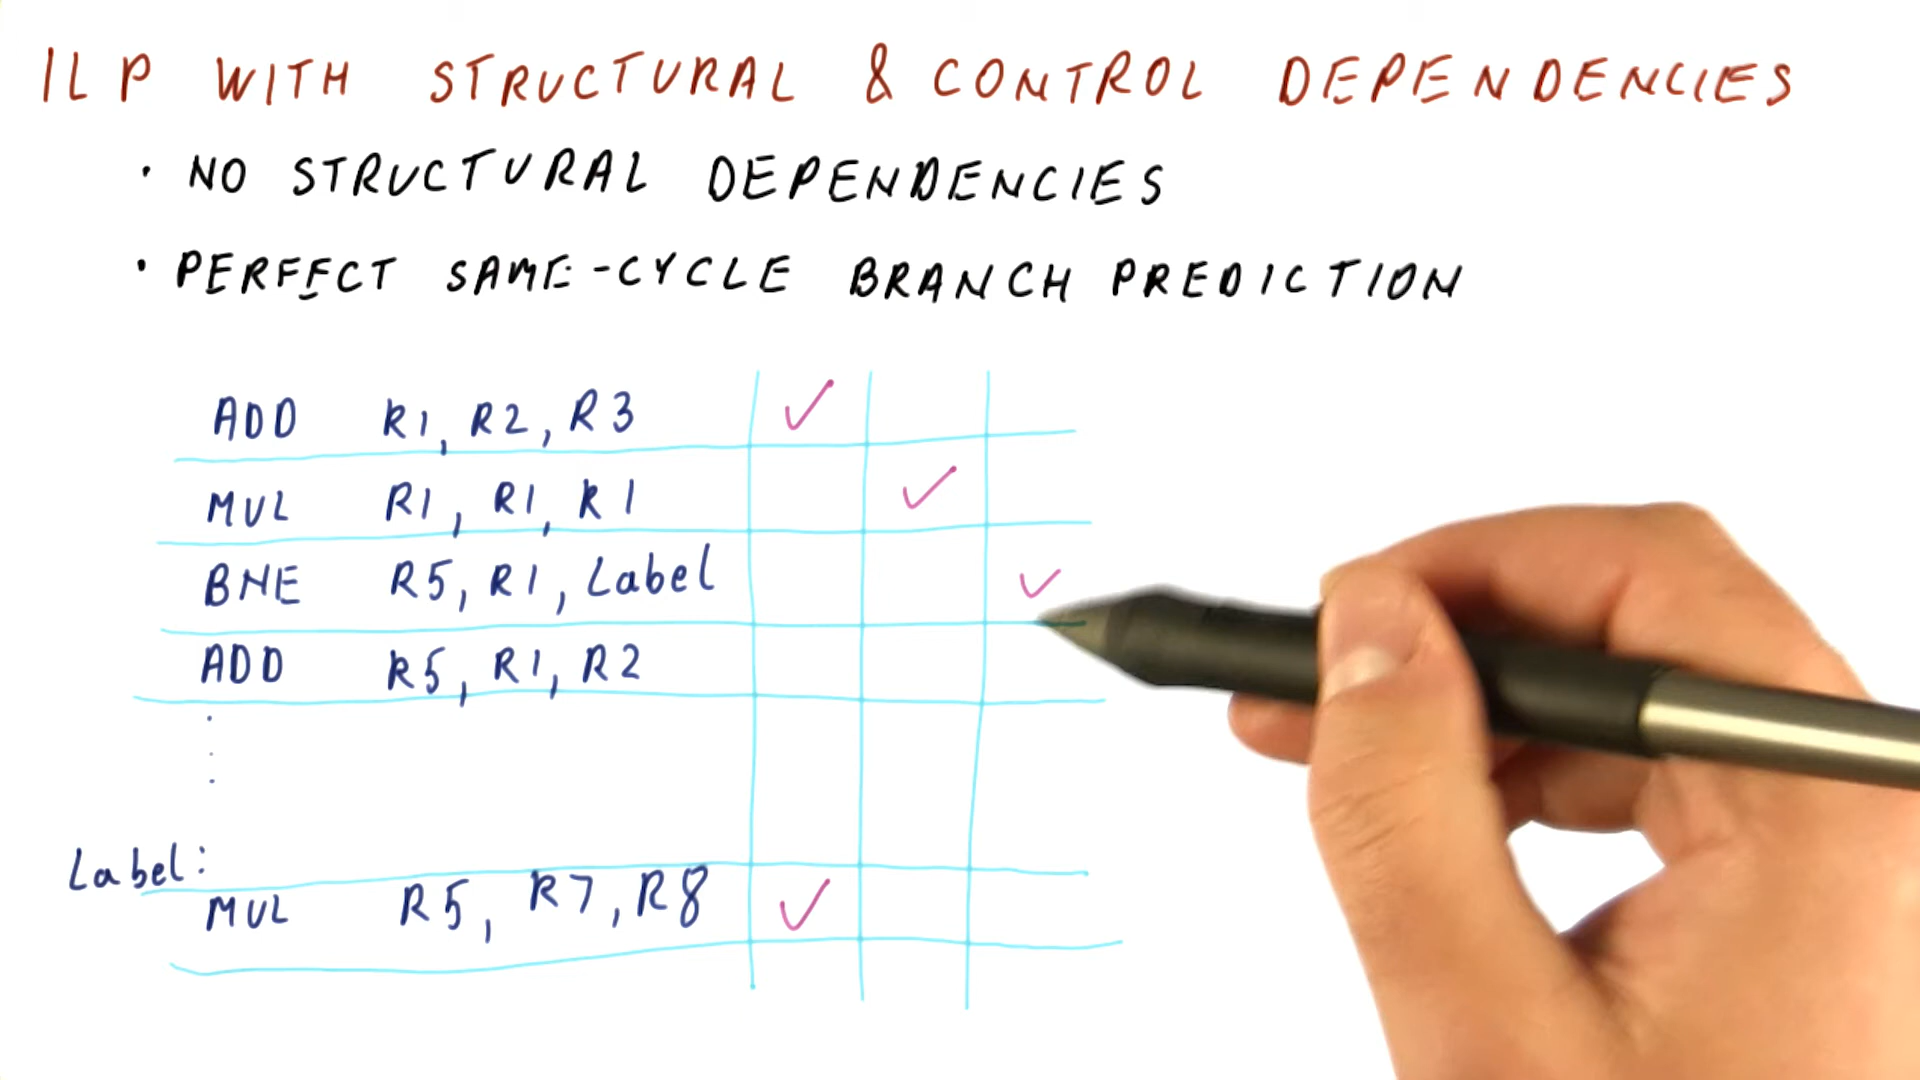 ILP WITH STRUCTURAL & CONTROL DEPENDENCIES
• NO STRUCTURAL DEPENDENCIES
• PERFECT SAME-CYCLE BRANCH PREDICTION
ADD R1, R2, R3 ✓
MUL R1, R1, R1 ✓
BNE R5, R1, Label ✓
ADD R5, R1, R2
Label:
MUL R5, R7, R8 ✓